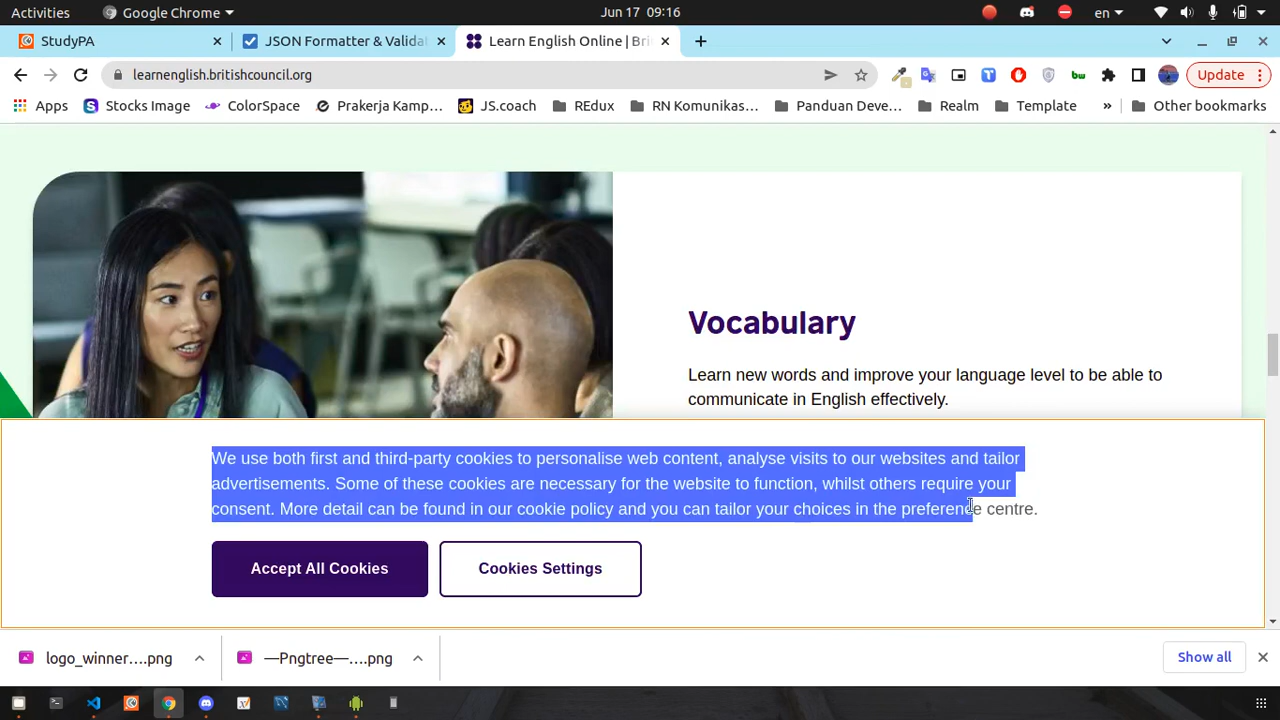 Activities
Google Chrome
Jun 17 09:16
en
StudyPA
JSON Formatter & Valida
Learn English Online | Bri
learnenglish.britishcouncil.org
Update
Apps
Stocks Image
ColorSpace
Prakerja Kamp...
JS.coach
REdux
RN Komunikas...
Panduan Deve...
Realm
Template
»
Other bookmarks
Vocabulary
Learn new words and improve your language level to be able to
communicate in English effectively.
We use both first and third-party cookies to personalise web content, analyse visits to our websites and tailor
advertisements. Some of these cookies are necessary for the website to function, whilst others require your
consent. More detail can be found in our cookie policy and you can tailor your choices in the preference centre.
Accept All Cookies
Cookies Settings
logo_winner....png
—Pngtree—....png
Show all